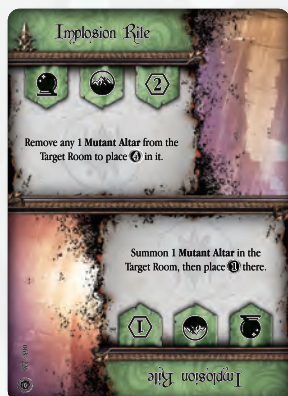 Implosion Rite
2
Remove any 1 Mutant Altar from the
Target Room to place 4 in it.
Summon 1 Mutant Altar in the
Target Room, then place 1 there.
1
Implosion Rite